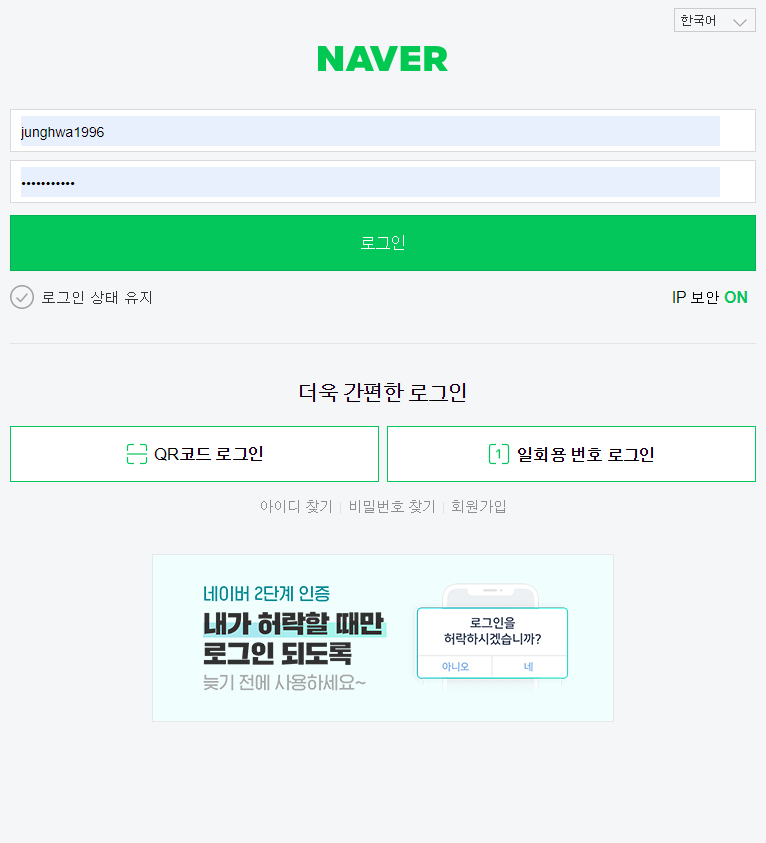 한국어
NAVER
junghwa1996
•••••••••••
로그인
로그인 상태 유지
IP 보안 ON
더욱 간편한 로그인
QR코드 로그인
1 일회용 번호 로그인
아이디 찾기 | 비밀번호 찾기 | 회원가입
네이버 2단계 인증
내가 허락할 때만
로그인 되도록
늦기 전에 사용하세요~
로그인을
허락하시겠습니까?
아니오 네